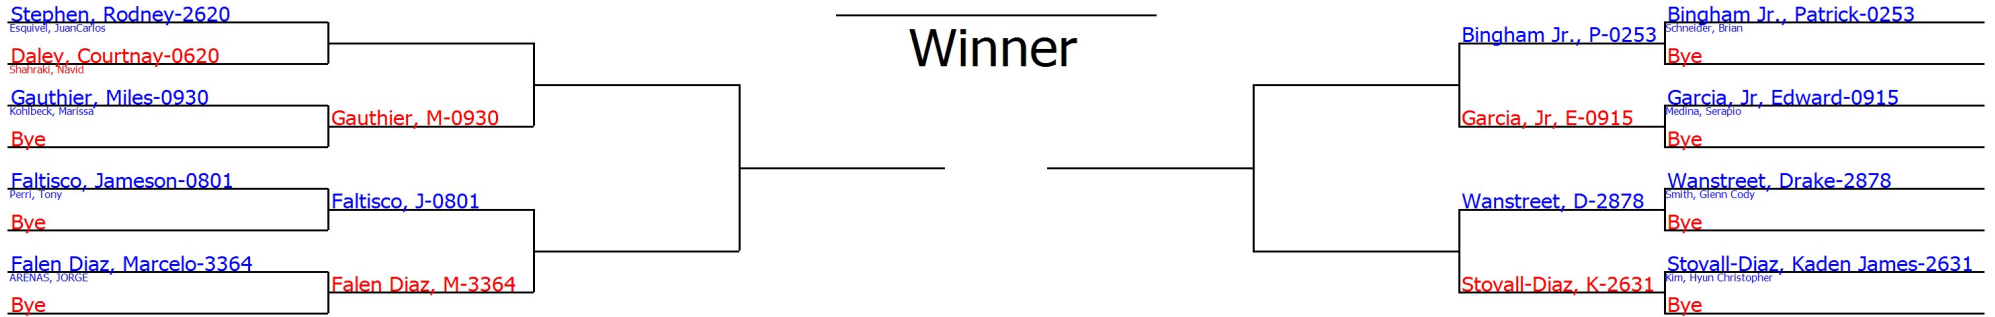 Stephen, Rodney-2620
Esquivel, JuanCarlos
Daley, Courtnay-0620
Shahraki, Navid
Gauthier, Miles-0930
Kohlbeck, Marissa
Bye
Faltisco, Jameson-0801
Perri, Tony
Bye
Falen Diaz, Marcelo-3364
ARENAS, JORGE
Bye
Gauthier, M-0930
Faltisco, J-0801
Falen Diaz, M-3364
Winner
Bingham Jr., P-0253
Garcia, Jr, E-0915
Wanstreet, D-2878
Stovall-Diaz, K-2631
Bingham Jr., Patrick-0253
Schneider, Brian
Bye
Garcia, Jr, Edward-0915
Medina, Serapio
Bye
Wanstreet, Drake-2878
Smith, Glenn Cody
Bye
Stovall-Diaz, Kaden James-2631
Kim, Hyun Christopher
Bye